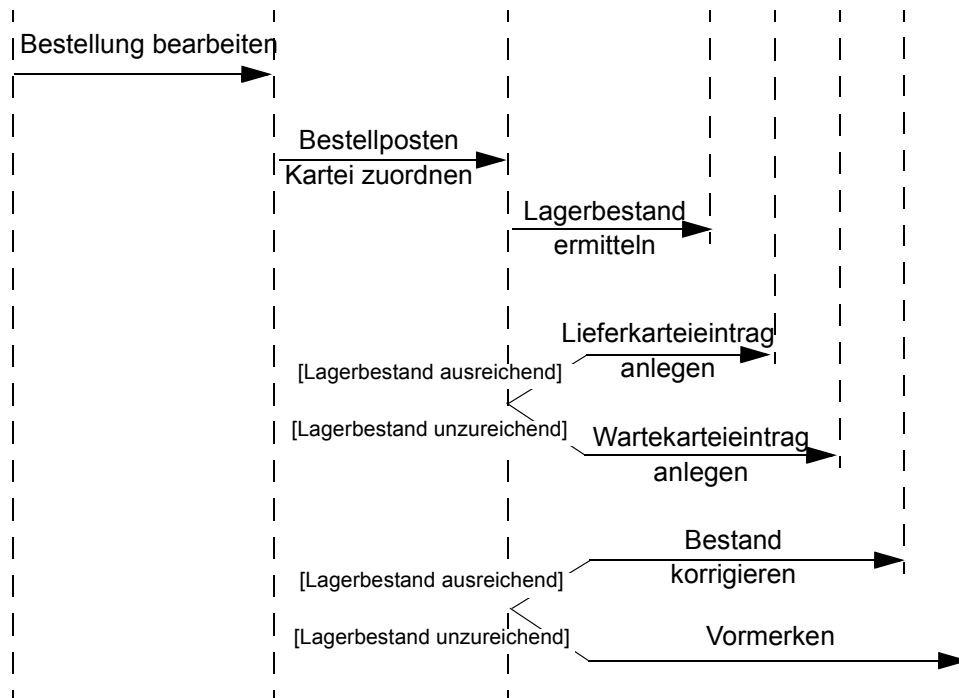 Bestellung bearbeiten
Bestellposten
Kartei zuordnen
Lagerbestand
ermitteln
Lieferkarteieintrag
anlegen
[Lagerbestand ausreichend]
[Lagerbestand unzureichend]
Wartekarteieintrag
anlegen
Bestand
korrigieren
[Lagerbestand ausreichend]
[Lagerbestand unzureichend]
Vormerken